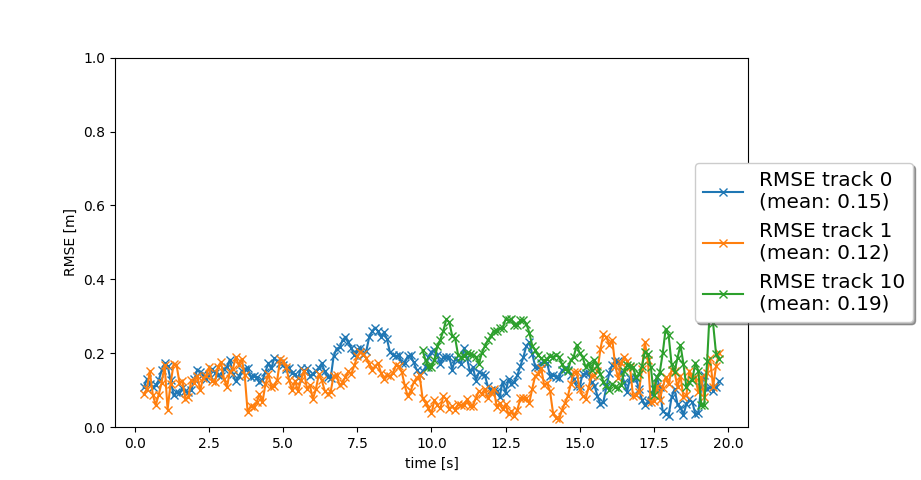 1.0
0.8
0.6
0.4
0.2
0.0
RMSE [m]
0.0 2.5 5.0 7.5 10.0 12.5 15.0 17.5 20.0
time [s]
RMSE track 0
(mean: 0.15)
RMSE track 1
(mean: 0.12)
RMSE track 10
(mean: 0.19)